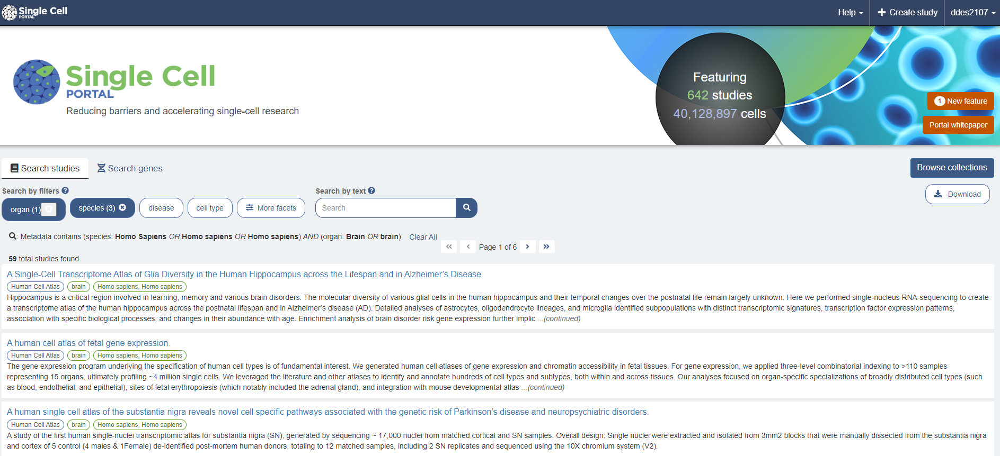 Single Cell
PORTAL
Help
Create study
ddes2107
Single Cell
PORTAL
Reducing barriers and accelerating single-cell research
Featuring
642 studies
40,128,897 cells
1 New feature
Portal whitepaper
Search studies
Search genes
Browse collections
Search by filters
Search by text
Download
organ (1)
species (3)
disease
cell type
More facets
Search
: Metadata contains (species: Homo Sapiens OR Homo sapiens OR Homo sapiens) AND (organ: Brain OR brain)
Clear All
Page 1 of 6
59 total studies found
A Single-Cell Transcriptome Atlas of Glia Diversity in the Human Hippocampus across the Lifespan and in Alzheimer’s Disease
Human Cell Atlas brain Homo sapiens, Homo sapiens
Hippocampus is a critical region involved in learning, memory and various brain disorders. The molecular diversity of various glial cells in the human hippocampus and their temporal changes over the postnatal life remain largely unknown. Here we performed single-nucleus RNA-sequencing to create
a transcriptome atlas of the human hippocampus across the postnatal lifespan and in Alzheimer’s disease (AD). Detailed analyses of astrocytes, oligodendrocyte lineages, and microglia identified subpopulations with distinct transcriptomic signatures, transcription factor expression patterns,
association with specific biological processes, and changes in their abundance with age. Enrichment analysis of brain disorder risk gene expression further implic ...(continued)
A human cell atlas of fetal gene expression.
Human Cell Atlas brain Homo sapiens, Homo sapiens
The gene expression program underlying the specification of human cell types is of fundamental interest. We generated human cell atlases of gene expression and chromatin accessibility in fetal tissues. For gene expression, we applied three-level combinatorial indexing to >110 samples
representing 15 organs, ultimately profiling ~4 million single cells. We leveraged the literature and other atlases to identify and annotate hundreds of cell types and subtypes, both within and across tissues. Our analyses focused on organ-specific specializations of broadly distributed cell types (such
as blood, endothelial, and epithelial), sites of fetal erythropoiesis (which notably included the adrenal gland), and integration with mouse developmental atlas ...(continued)
A human single cell atlas of the substantia nigra reveals novel cell specific pathways associated with the genetic risk of Parkinson’s disease and neuropsychiatric disorders.
Human Cell Atlas brain Homo sapiens, Homo sapiens
A study of the first human single-nuclei transcriptomic atlas for substantia nigra (SN), generated by sequencing ~ 17,000 nuclei from matched cortical and SN samples. Overall design: Single nuclei were extracted and isolated from 3mm2 blocks that were manually dissected from the substantia nigra
and cortex of 5 control (4 males & 1Female) de-identified post-mortem human donors, totaling to 12 matched samples, including 2 SN replicates and sequenced using the 10X chromium system (V2).